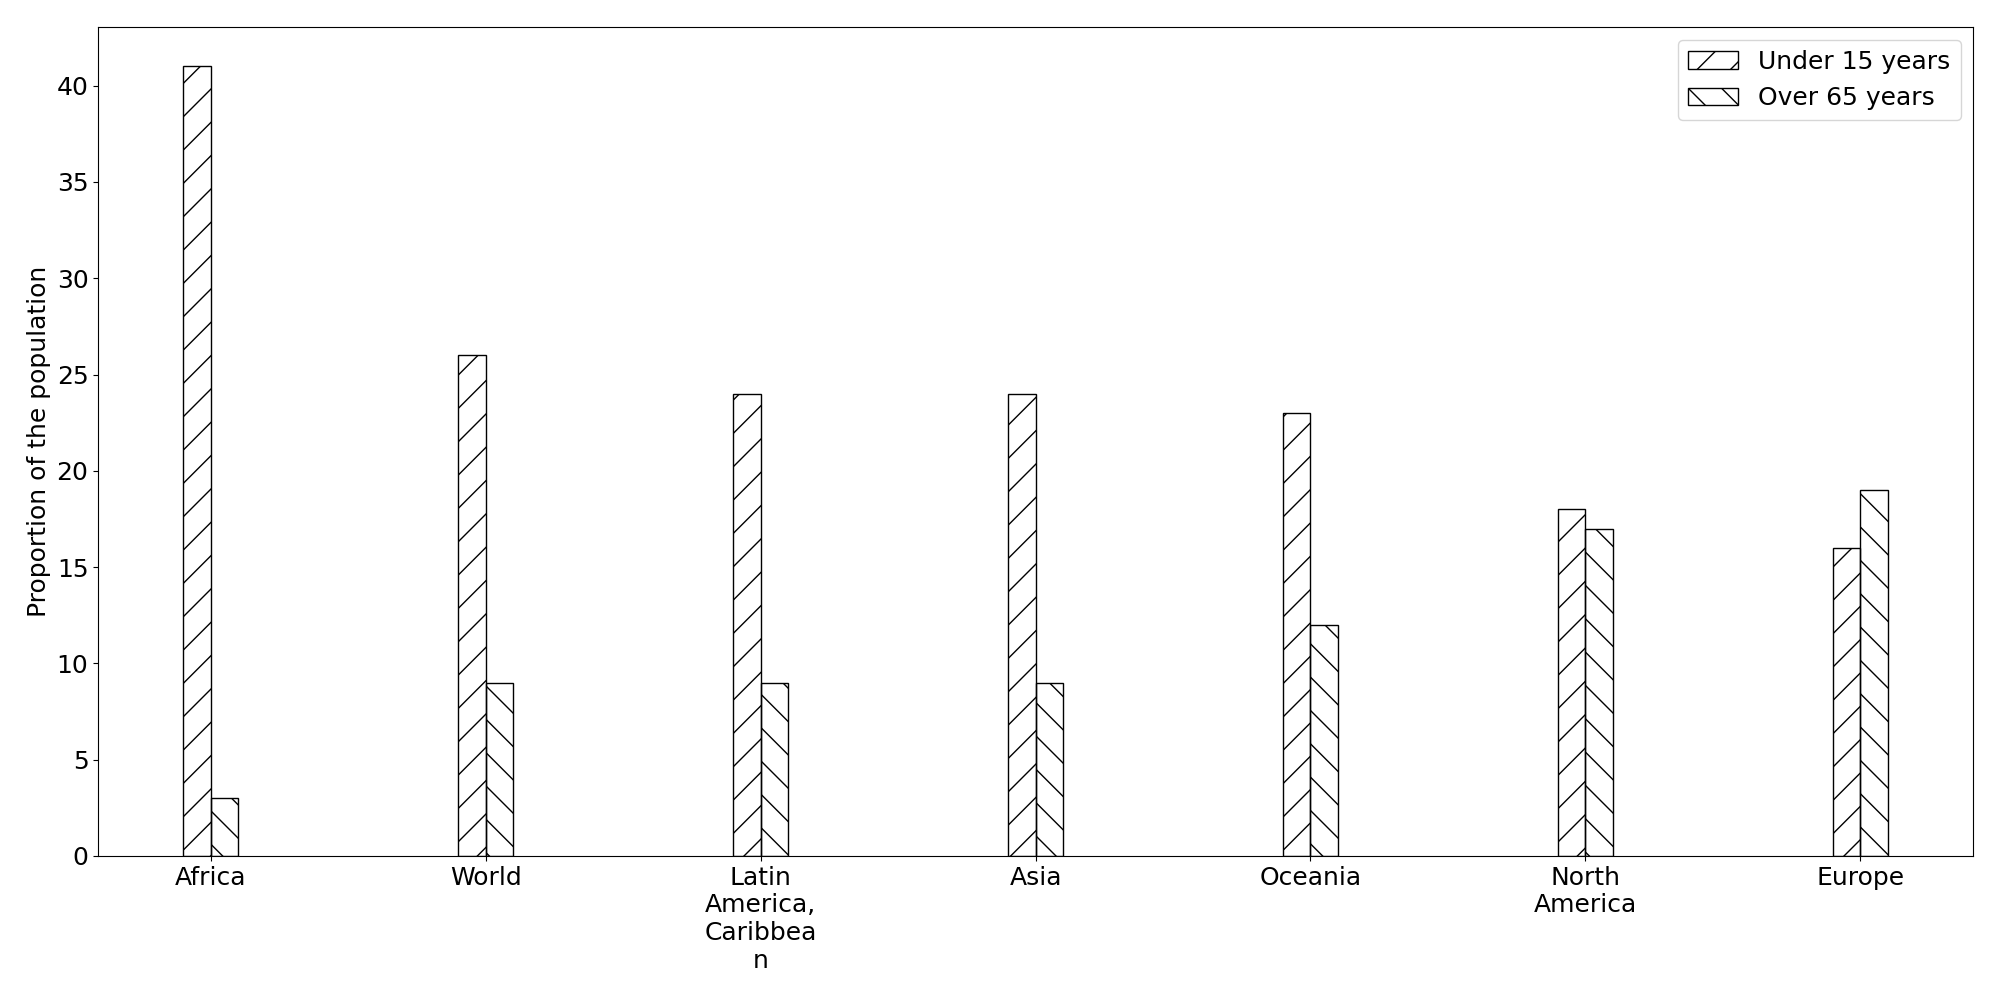 Under 15 years
Over 65 years
Proportion of the population
40
35
30
25
20
15
10
5
0
Africa
World
Latin
America,
Caribbea
n
Asia
Oceania
North
America
Europe